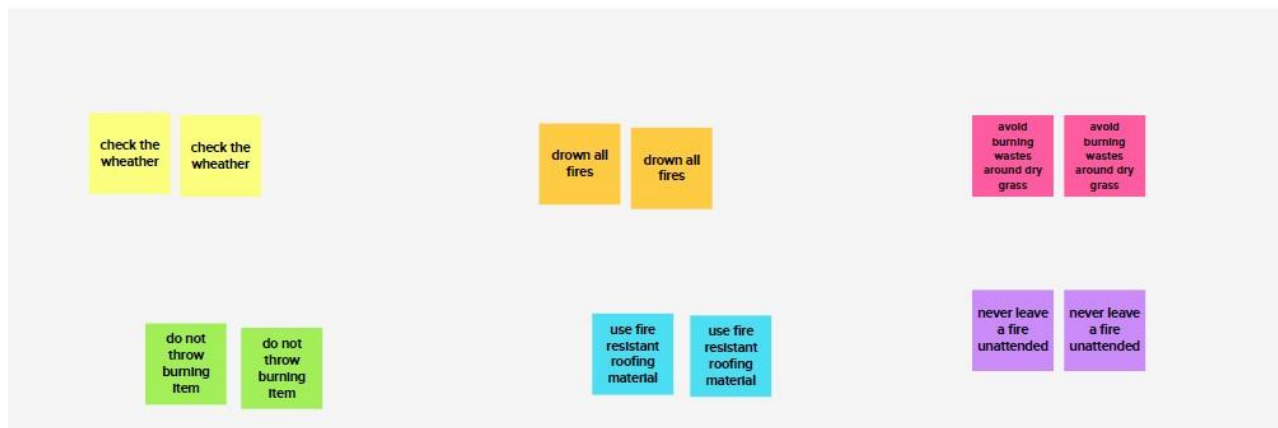 check the
wheather
check the
wheather
drown all
fires
drown all
fires
avoid
burning
wastes
around dry
grass
avoid
burning
wastes
around dry
grass
do not
throw
burning
item
do not
throw
burning
item
use fire
resistant
roofing
material
use fire
resistant
roofing
material
never leave
a fire
unattended
never leave
a fire
unattended